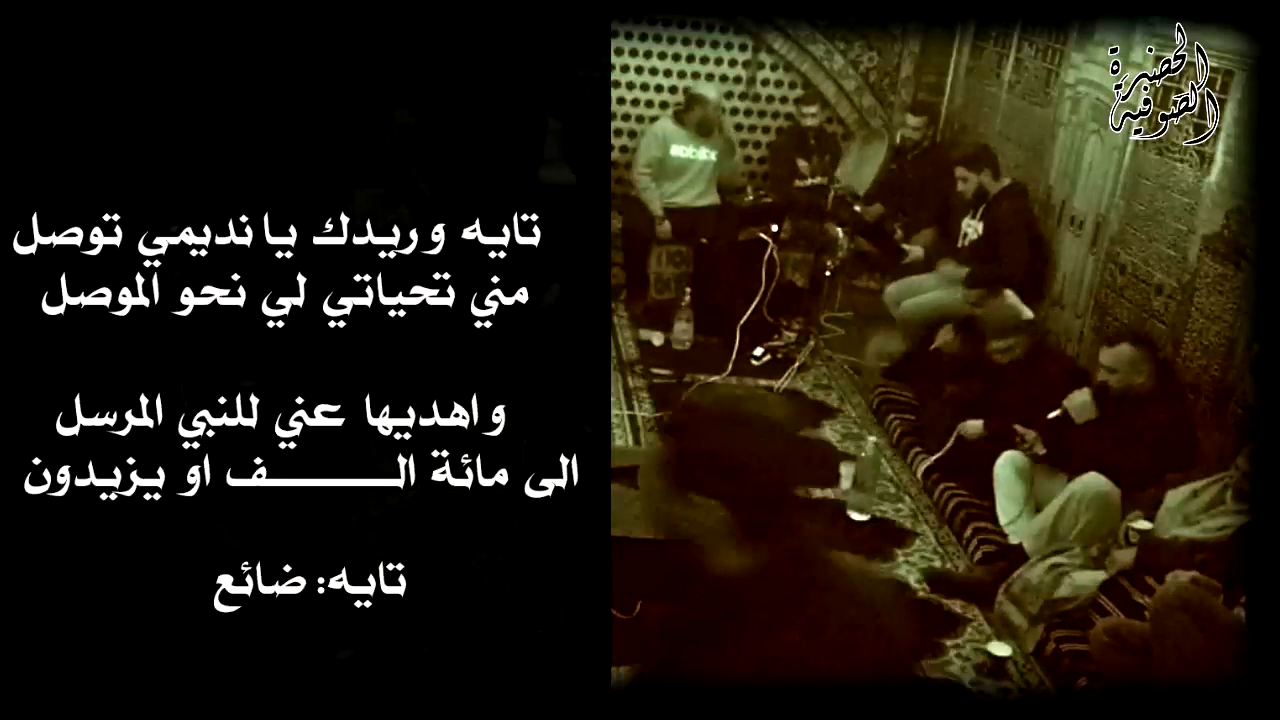 الحضرة
الصوفية
تايه وريدك يا نديمي توصل
مني تحياتي لي نحو الموصل
واهديها عني للنبي المرسل
الى مائة الـــــــــف او يزيدون
تايه: ضائع